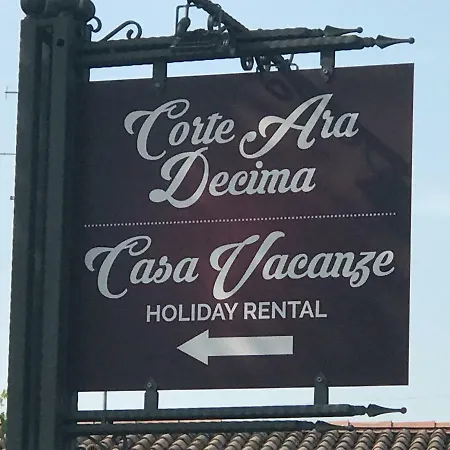 Corte Ara
Decima
Casa Vacanze
HOLIDAY RENTAL